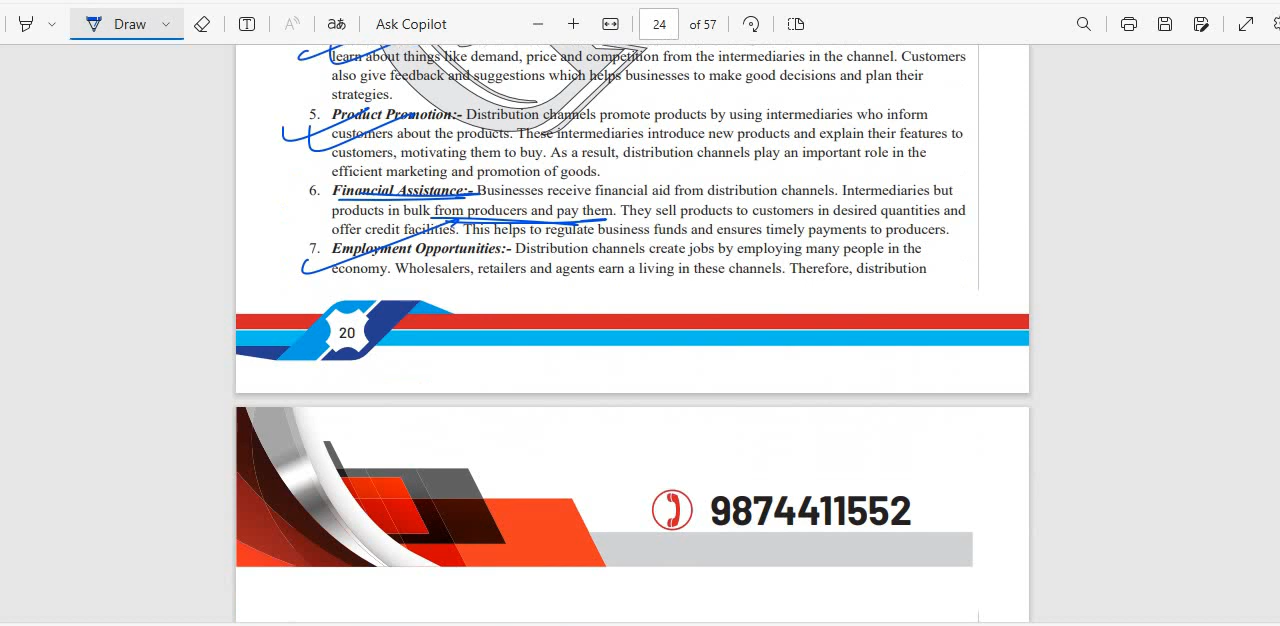 Draw
A
aあ
Ask Copilot
24
of 57
learn about things like demand, price and competition from the intermediaries in the channel. Customers
also give feedback and suggestions which helps businesses to make good decisions and plan their
strategies.
5. Product Promotion:- Distribution channels promote products by using intermediaries who inform
customers about the products. These intermediaries introduce new products and explain their features to
customers, motivating them to buy. As a result, distribution channels play an important role in the
efficient marketing and promotion of goods.
6. Financial Assistance:- Businesses receive financial aid from distribution channels. Intermediaries but
products in bulk from producers and pay them. They sell products to customers in desired quantities and
offer credit facilities. This helps to regulate business funds and ensures timely payments to producers.
7. Employment Opportunities:- Distribution channels create jobs by employing many people in the
economy. Wholesalers, retailers and agents earn a living in these channels. Therefore, distribution
20
9874411552